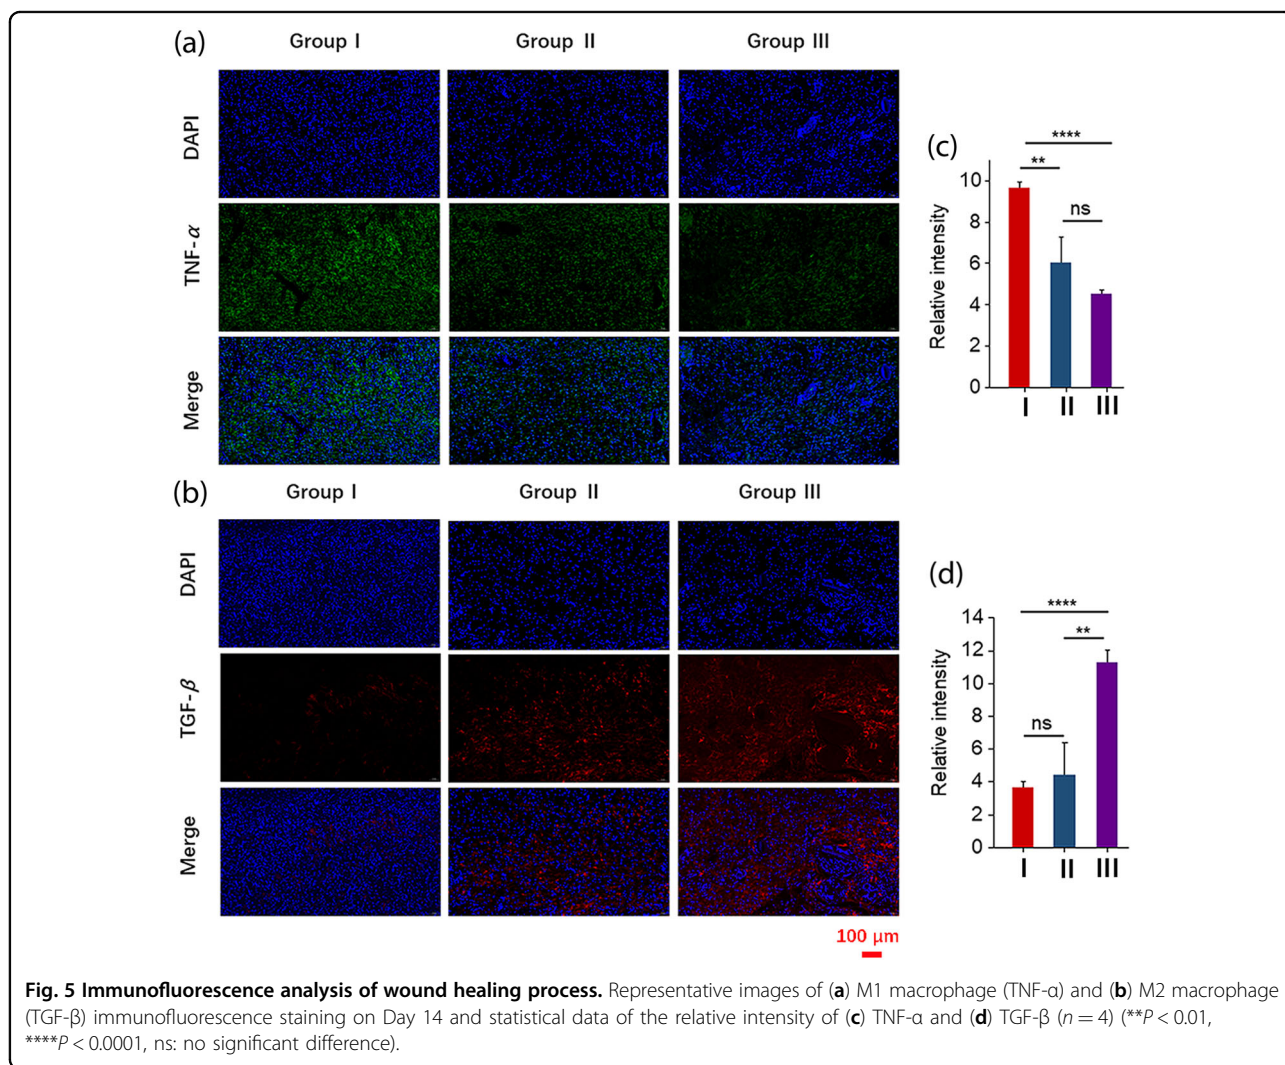 (a)
Group I
Group II
Group III
DAPI
TNF-α
Merge
(c)
****
**
ns
Relative intensity
10
8
6
4
2
0
I
II
III
(b)
Group I
Group II
Group III
DAPI
TGF-β
Merge
100 μm
(d)
****
**
ns
Relative intensity
14
12
10
8
6
4
2
0
I
II
III
Fig. 5 Immunofluorescence analysis of wound healing process. Representative images of (a) M1 macrophage (TNF-α) and (b) M2 macrophage
(TGF-β) immunofluorescence staining on Day 14 and statistical data of the relative intensity of (c) TNF-α and (d) TGF-β (n = 4) (**P < 0.01,
****P < 0.0001, ns: no significant difference).